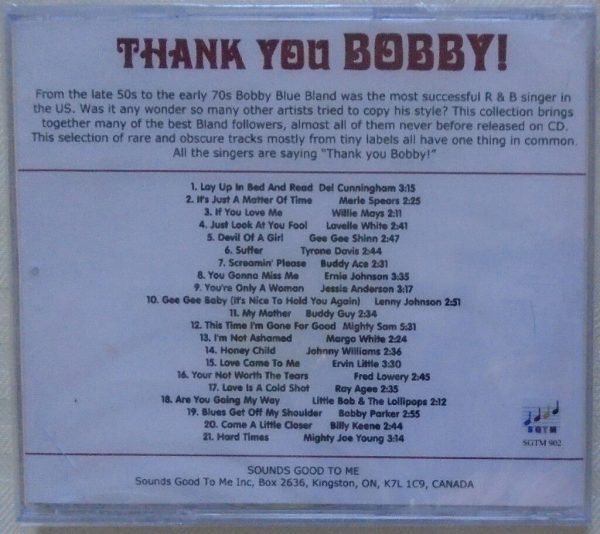 THANK YOU BOBBY!
From the late 50s to the early 70s Bobby Blue Bland was the most successful R & B singer in
the US. Was it any wonder so many other artists tried to copy his style? This collection brings
together many of the best Bland followers, almost all of them never before released on CD.
This selection of rare and obscure tracks mostly from tiny labels all have one thing in common.
All the singers are saying "Thank you Bobby!"
1. Lay Up In Bed And Read Del Cunningham 3:15
2. It's Just A Matter Of Time Merle Spears 2:25
3. If You Love Me Willie Mays 2:11
4. Just Look At You Fool Lavelle White 2:41
5. Devil Of A Girl Gee Gee Shinn 2:47
6. Suffer Tyrone Davis 2:44
7. Screamin' Please Buddy Ace 2:31
8. You Gonna Miss Me Ernie Johnson 3:35
9. You're Only A Woman Jessie Anderson 3:17
10. Gee Gee Baby (It's Nice To Hold You Again) Lenny Johnson 2:51
11. My Mother Buddy Guy 2:34
12. This Time I'm Gone For Good Mighty Sam 5:31
13. I'm Not Ashamed Margo White 2:24
14. Honey Child Johnny Williams 2:36
15. Love Came To Me Ervin Little 3:30
16. Your Not Worth The Tears Fred Lowery 2:45
17. Love Is A Cold Shot Ray Agee 2:35
18. Are You Going My Way Little Bob & The Lollipops 2:12
19. Blues Get Off My Shoulder Bobby Parker 2:55
20. Come A Little Closer Billy Keene 2:44
21. Hard Times Mighty Joe Young 3:14
SGTM
SGTM 902
SOUNDS GOOD TO ME
Sounds Good To Me Inc, Box 2636, Kingston, ON, K7L 1C9, CANADA